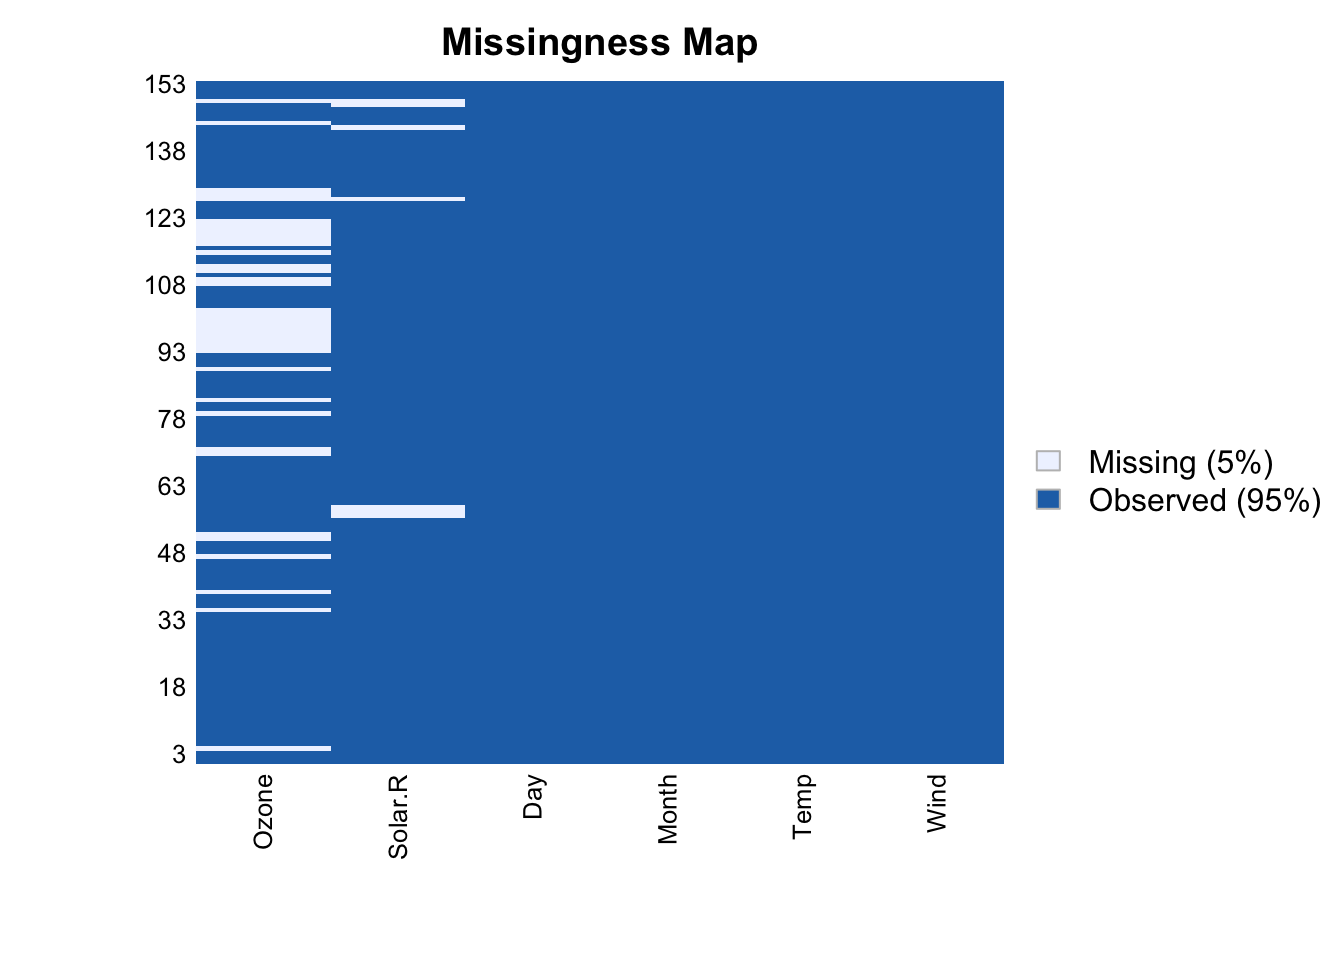 Missingness Map
153
138
123
108
93
78
63
48
33
18
3
Missing (5%)
Observed (95%)
Ozone
Solar.R
Day
Month
Temp
Wind